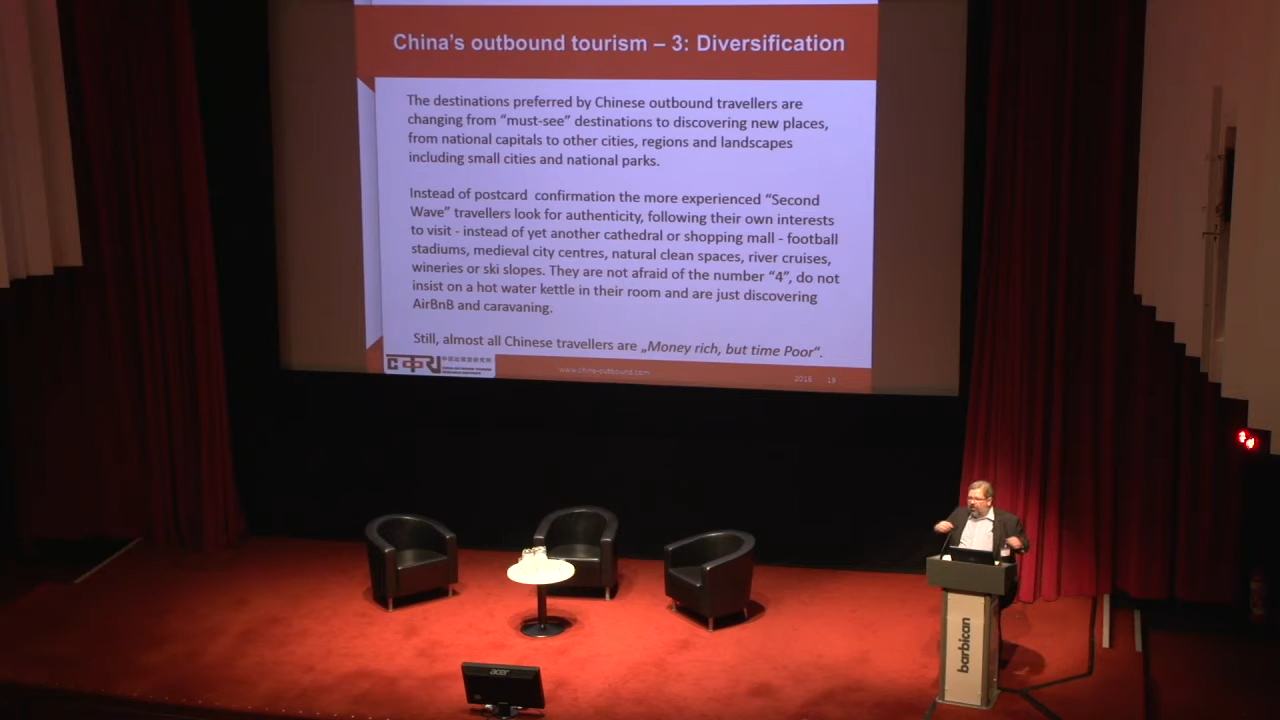 China's outbound tourism – 3: Diversification
The destinations preferred by Chinese outbound travellers are
changing from “must-see” destinations to discovering new places,
from national capitals to other cities, regions and landscapes
including small cities and national parks.
Instead of postcard confirmation the more experienced “Second
Wave” travellers look for authenticity, following their own interests
to visit - instead of yet another cathedral or shopping mall - football
stadiums, medieval city centres, natural clean spaces, river cruises,
wineries or ski slopes. They are not afraid of the number “4”, do not
insist on a hot water kettle in their room and are just discovering
AirBnB and caravaning.
Still, almost all Chinese travellers are „Money rich, but time Poor“.
www.china-outbound.com
2016 19
barbican
acer